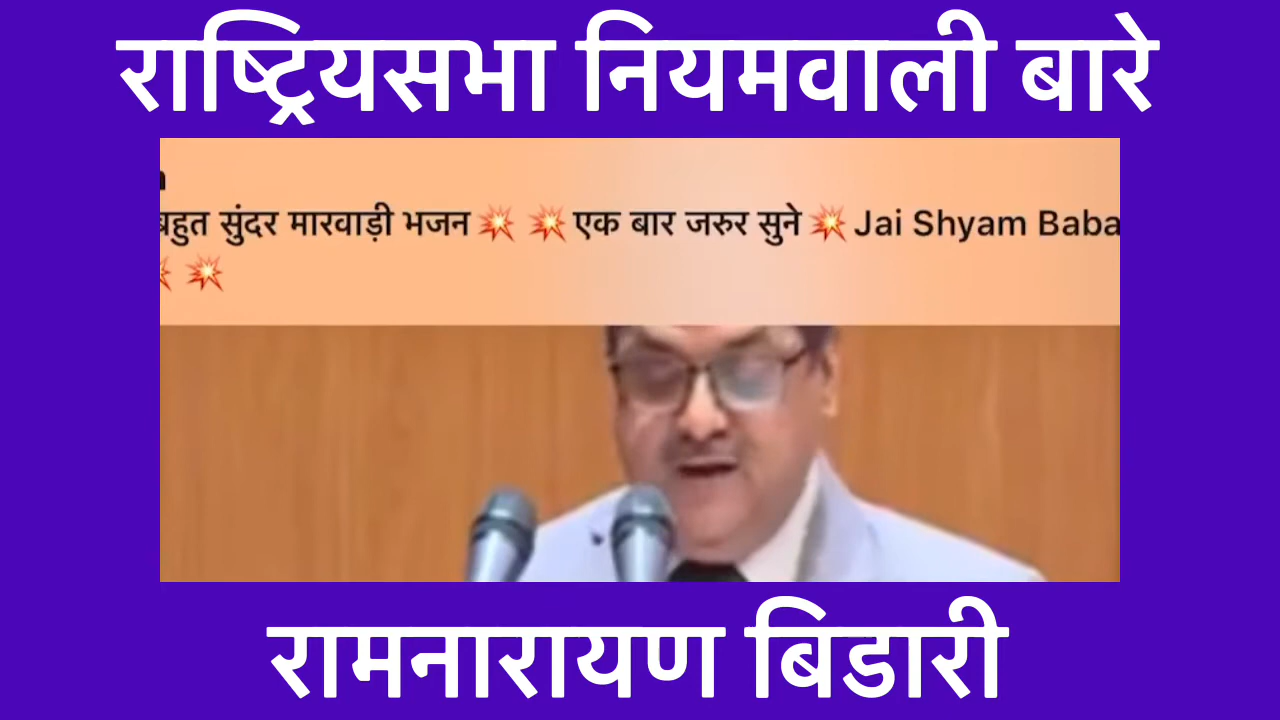 राष्ट्रियसभा नियमवाली बारे
बहुत सुंदर मारवाड़ी भजन💥 💥एक बार जरुर सुने💥Jai Shyam Baba
💥 💥
रामनारायण बिडारी